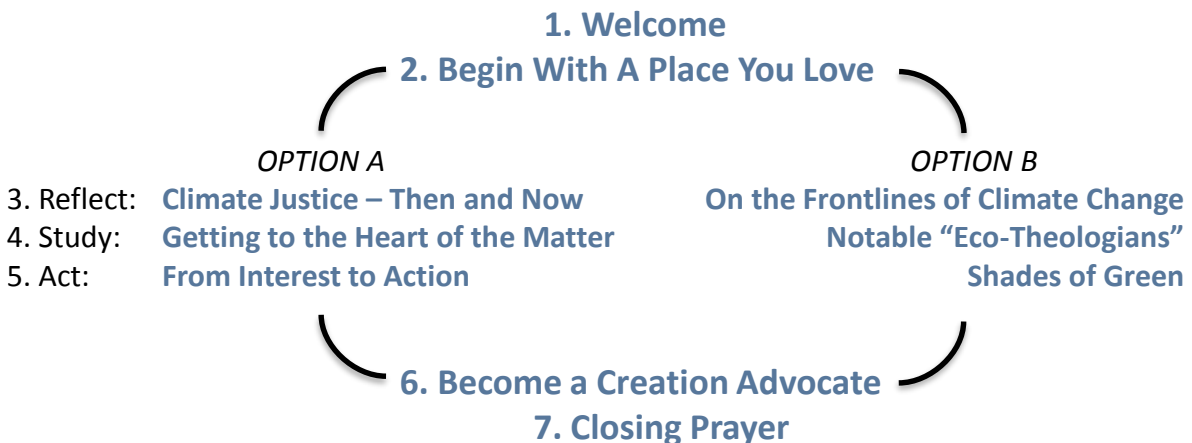 1. Welcome
2. Begin With A Place You Love
OPTION A OPTION B
3. Reflect: Climate Justice – Then and Now On the Frontlines of Climate Change
4. Study: Getting to the Heart of the Matter Notable “Eco-Theologians”
5. Act: From Interest to Action Shades of Green
6. Become a Creation Advocate
7. Closing Prayer